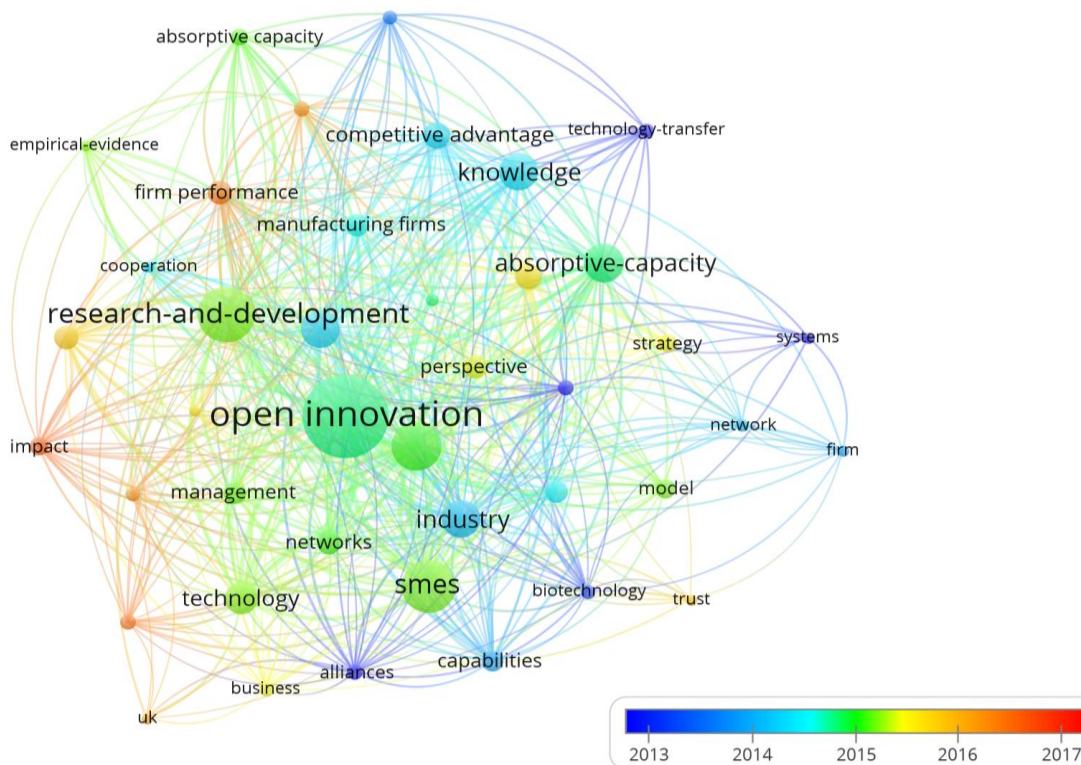 absorptive capacity
technology-transfer
competitive advantage
empirical-evidence
knowledge
firm performance
manufacturing firms
absorptive-capacity
cooperation
research-and-development
systems
strategy
perspective
open innovation
network
impact
firm
model
management
industry
networks
smes
biotechnology
technology
trust
capabilities
alliances
business
uk
2013 2014 2015 2016 2017